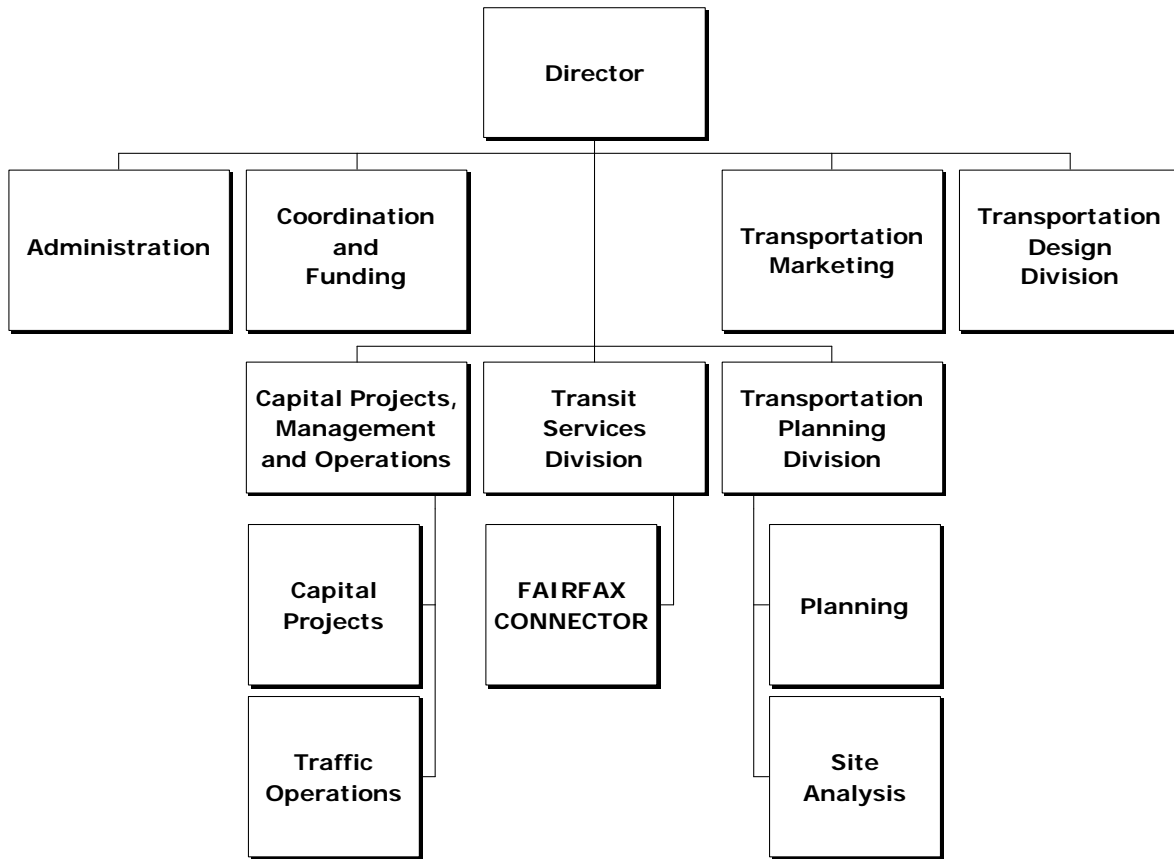 Director
Administration
Coordination
and
Funding
Transportation
Marketing
Transportation
Design
Division
Capital Projects,
Management
and Operations
Transit
Services
Division
Transportation
Planning
Division
Capital
Projects
FAIRFAX
CONNECTOR
Planning
Traffic
Operations
Site
Analysis